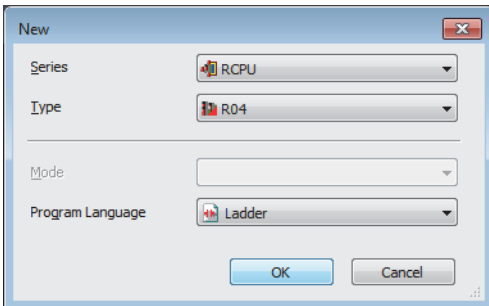 New
Series RCPU
Type R04
Mode
Program Language Ladder
OK Cancel